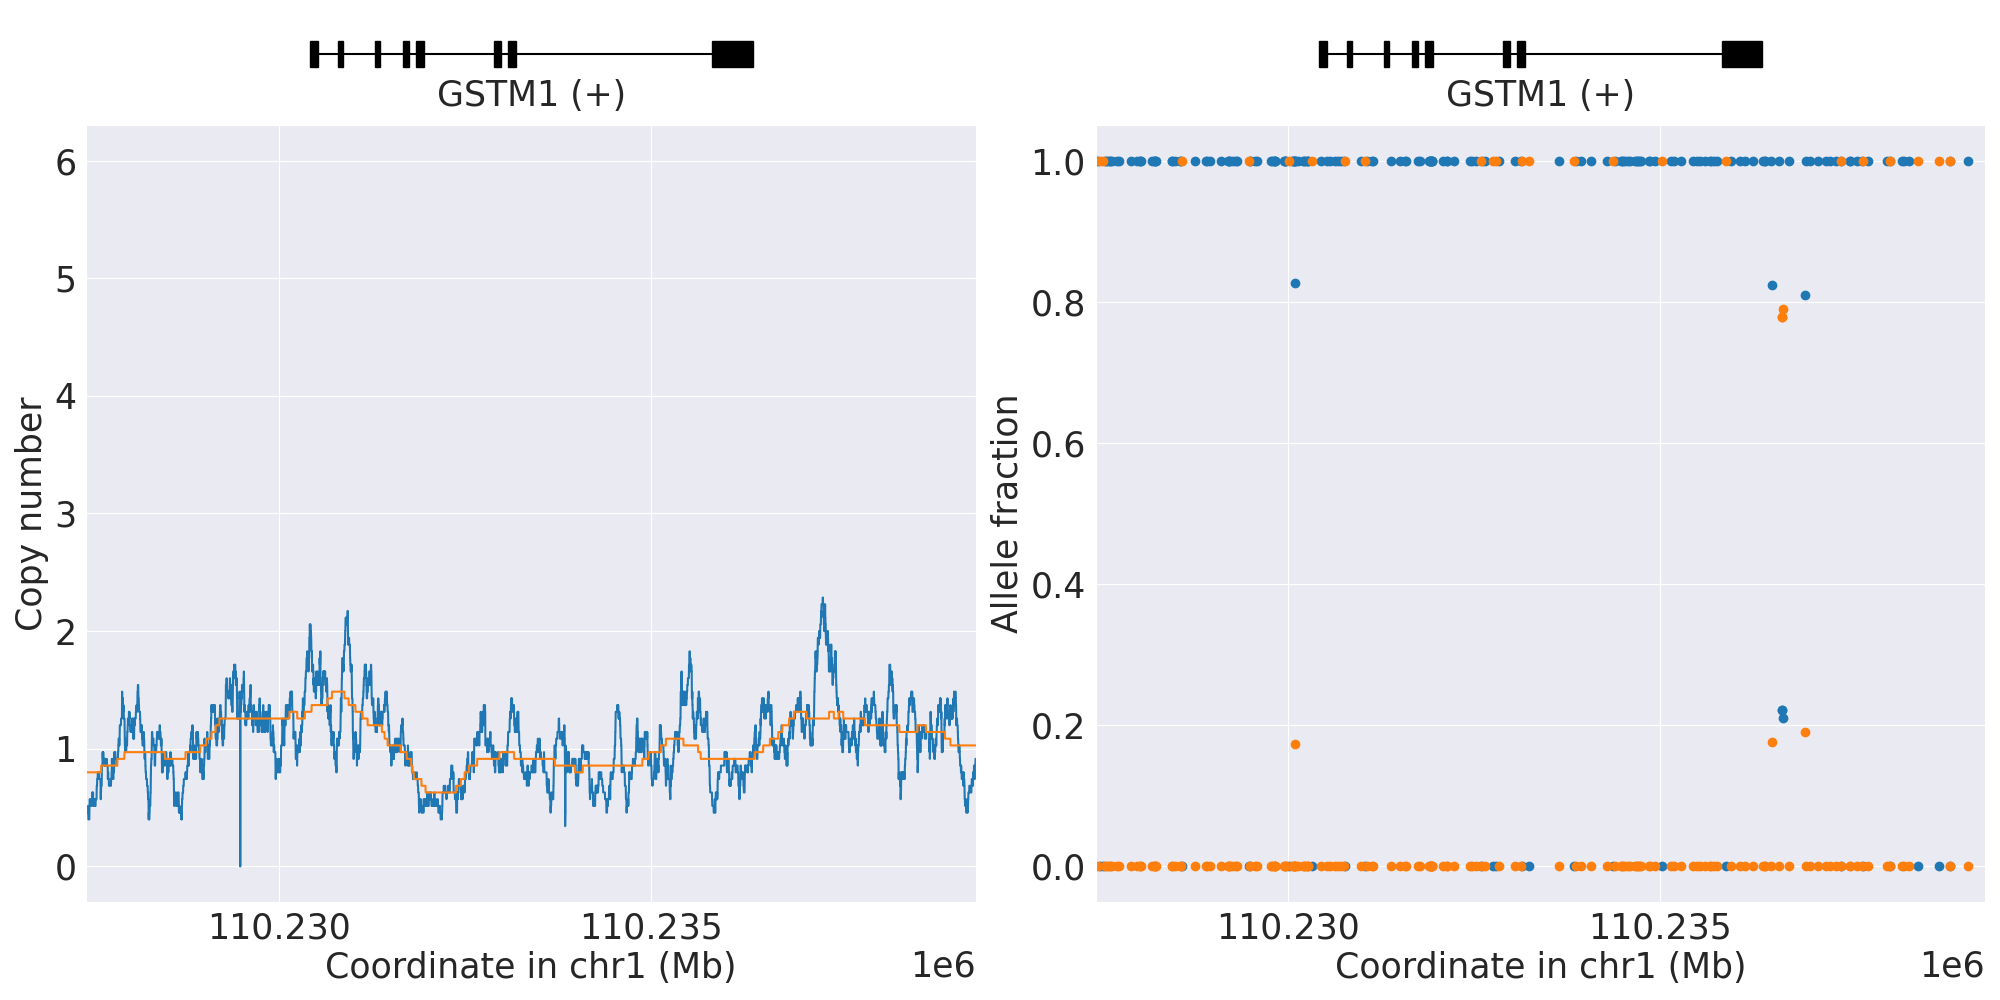 GSTM1 (+)
6
5
4
3
2
1
0
Copy number
110.230
110.235
Coordinate in chr1 (Mb)
1e6
GSTM1 (+)
1.0
0.8
0.6
0.4
0.2
0.0
Allele fraction
110.230
110.235
Coordinate in chr1 (Mb)
1e6